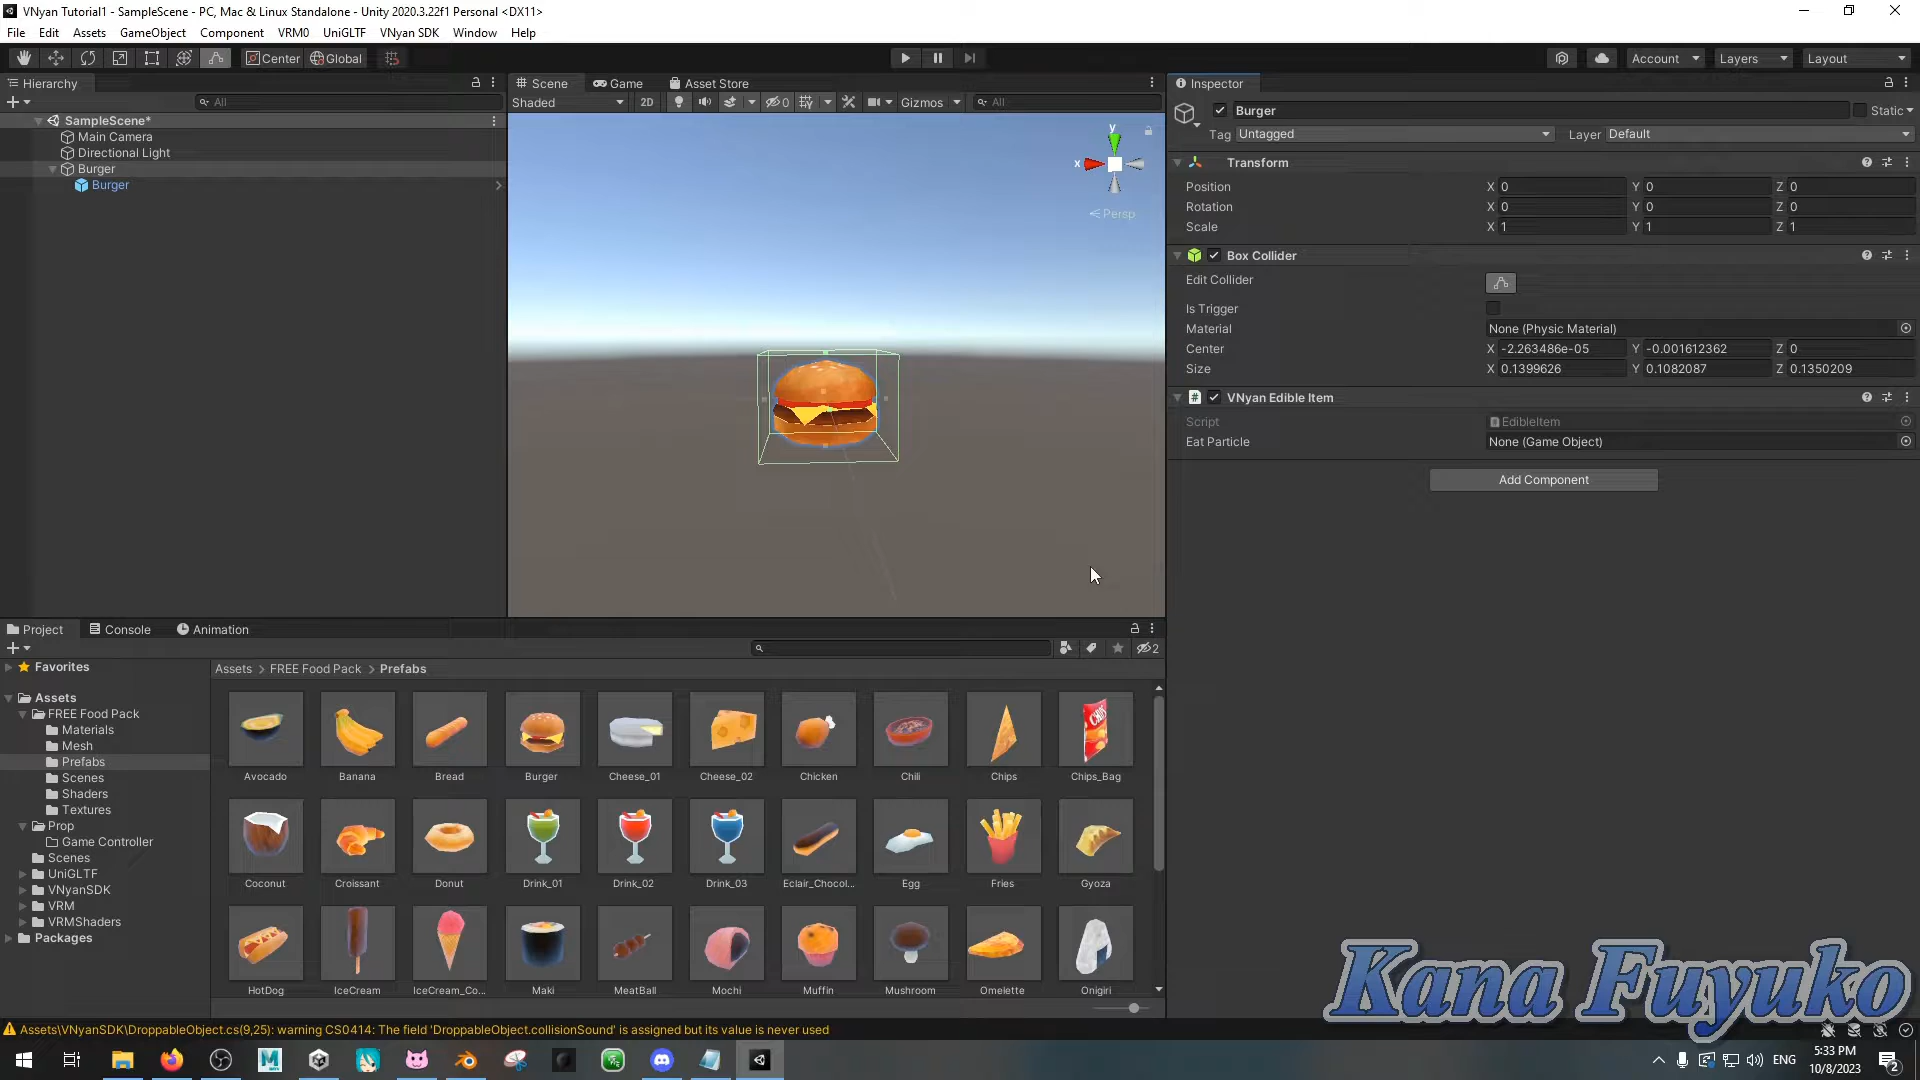 VNyan Tutorial1 - SampleScene - PC, Mac & Linux Standalone - Unity 2020.3.22f1 Personal <DX11>
File Edit Assets GameObject Component VRM0 UniGLTF VNyan SDK Window Help
Center Global Account Layers Layout
Hierarchy
All
SampleScene*
Main Camera
Directional Light
Burger
Burger
Scene Game Asset Store
Shaded 2D 0 Gizmos All
y
x
Persp
Inspector
Burger Static
Tag Untagged Layer Default
Transform
Position X 0 Y 0 Z 0
Rotation X 0 Y 0 Z 0
Scale X 1 Y 1 Z 1
Box Collider
Edit Collider
Is Trigger
Material None (Physic Material)
Center X -2.263486e-05 Y -0.001612362 Z 0
Size X 0.1399626 Y 0.1082087 Z 0.1350209
VNyan Edible Item
Script EdibleItem
Eat Particle None (Game Object)
Add Component
Project Console Animation
2
Favorites
Assets
FREE Food Pack
Materials
Mesh
Prefabs
Scenes
Shaders
Textures
Prop
Game Controller
Scenes
UniGLTF
VNyanSDK
VRM
VRMShaders
Packages
Assets > FREE Food Pack > Prefabs
Avocado Banana Bread Burger Cheese_01 Cheese_02 Chicken Chili Chips Chips_Bag
Coconut Croissant Donut Drink_01 Drink_02 Drink_03 Eclair_Chocol... Egg Fries Gyoza
HotDog IceCream IceCream_Co... Maki MeatBall Mochi Muffin Mushroom Omelette Onigiri
Kana Fuyuko
Assets\VNyanSDK\DroppableObject.cs(9,25): warning CS0414: The field 'DroppableObject.collisionSound' is assigned but its value is never used
ENG
5:33 PM
10/8/2023
2